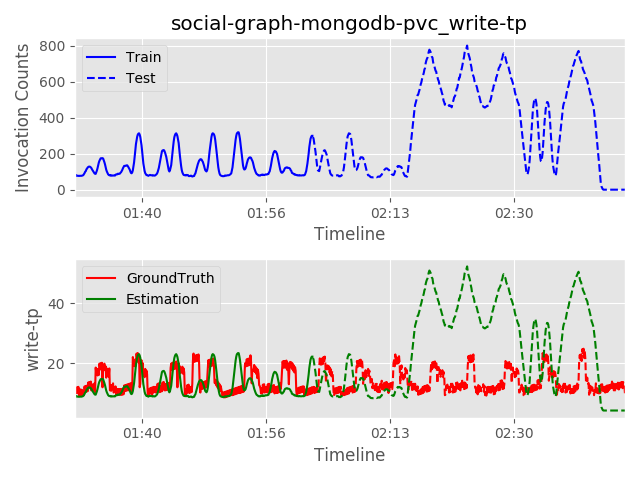 social-graph-mongodb-pvc_write-tp
800
600
400
200
0
Invocation Counts
Train
Test
01:40
01:56
02:13
02:30
Timeline
40
20
write-tp
GroundTruth
Estimation
01:40
01:56
02:13
02:30
Timeline